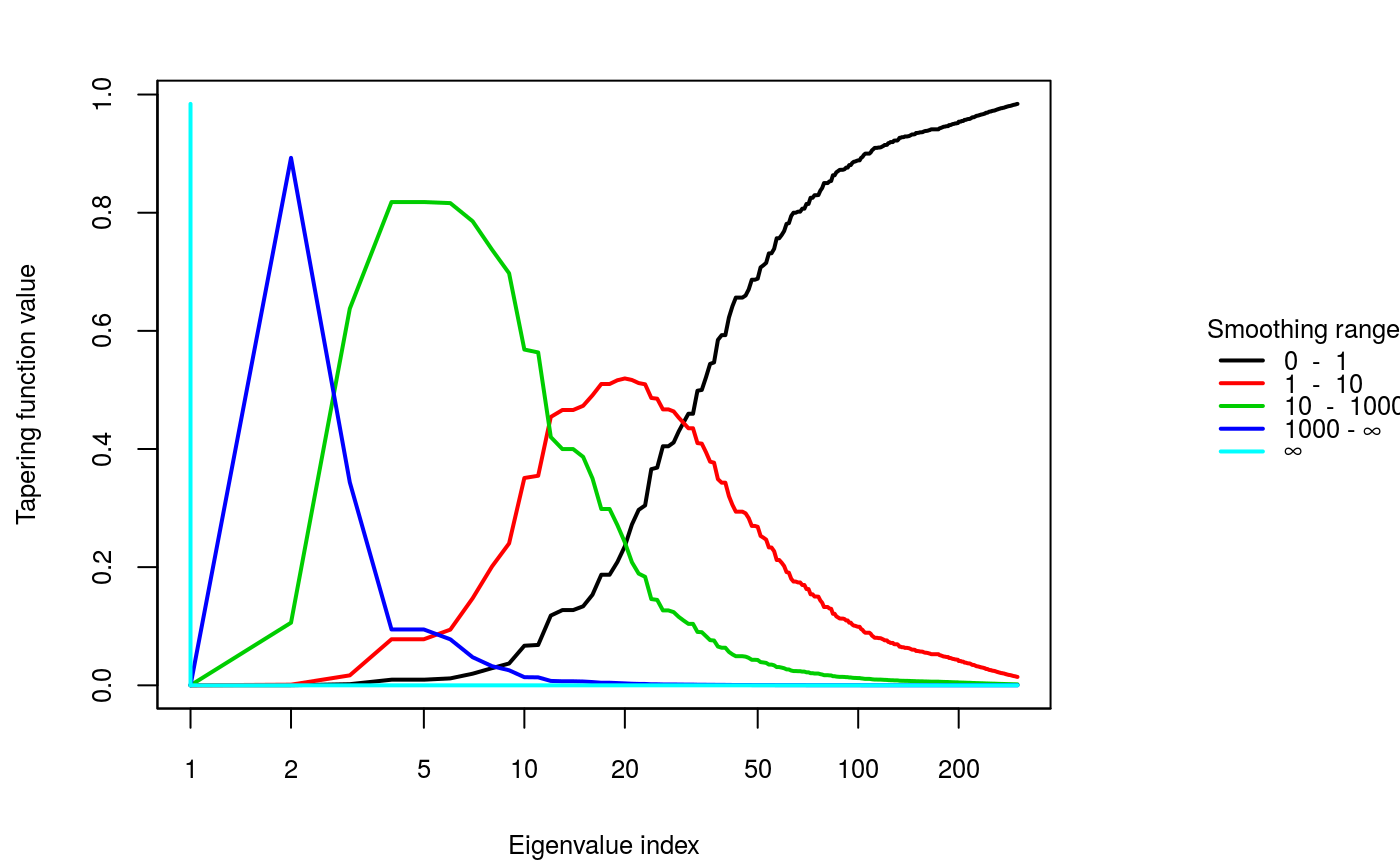 Tapering function value
1.0
0.8
0.6
0.4
0.2
0.0
1 2 5 10 20 50 100 200
Eigenvalue index
Smoothing range
0 - 1
1 - 10
10 - 1000
1000 - ∞
∞